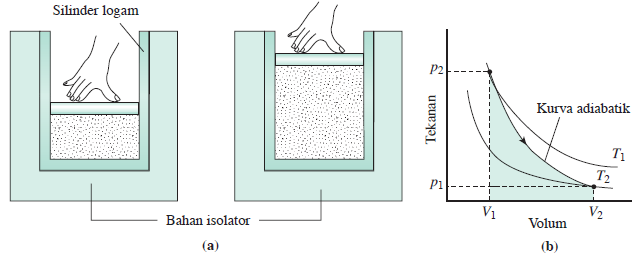 Silinder logam
Bahan isolator
(a)
p2
Tekanan
Kurva adiabatik
T1
T2
p1
V1
V2
Volum
(b)